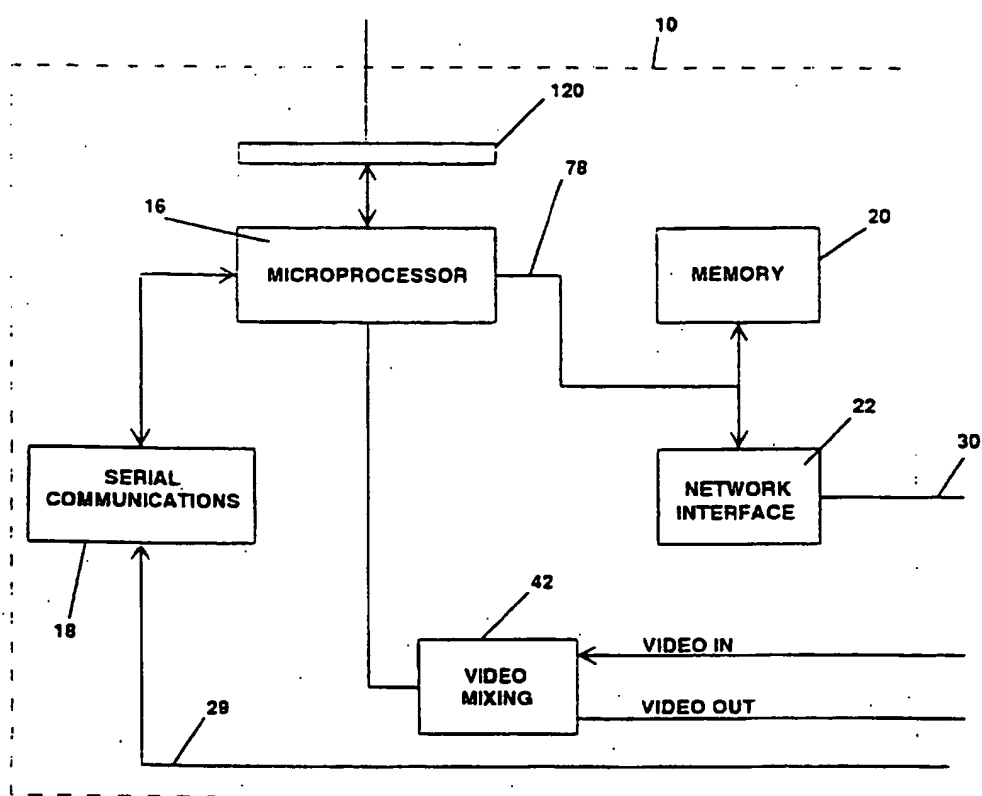 10
120
78
16
20
MICROPROCESSOR
MEMORY
22
30
SERIAL
COMMUNICATIONS
NETWORK
INTERFACE
18
42
VIDEO IN
VIDEO
MIXING
VIDEO OUT
29